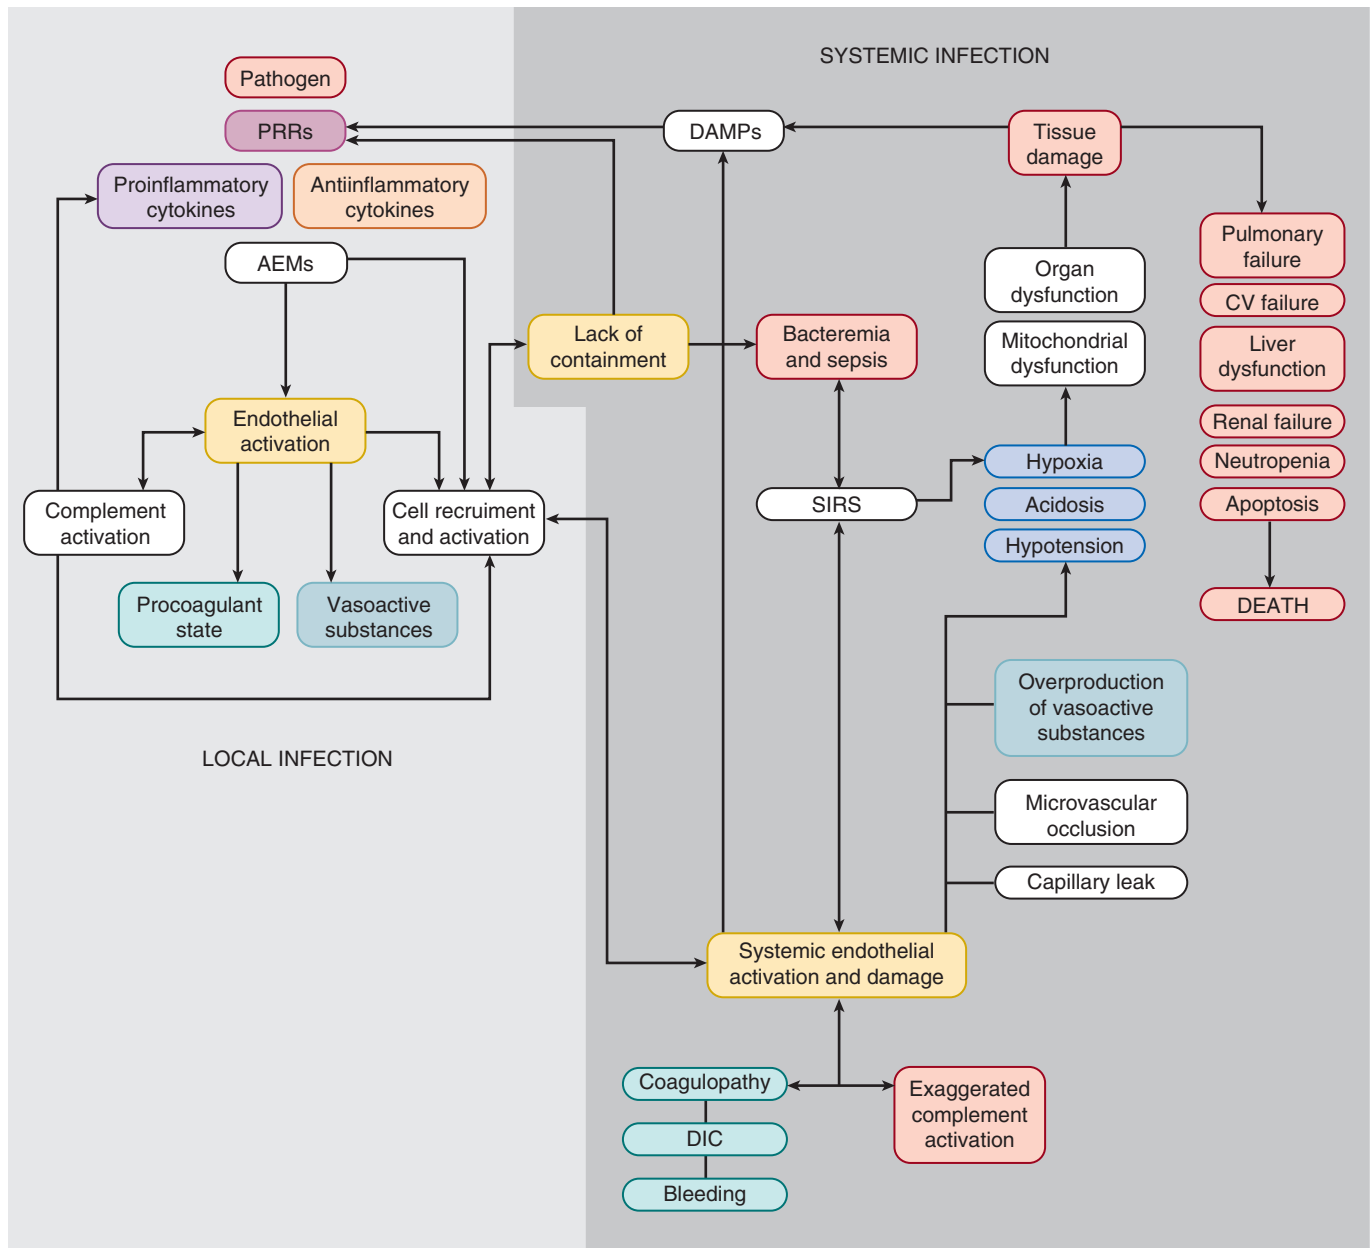 SYSTEMIC INFECTION
Pathogen
PRRs
DAMPs
Tissue
damage
Proinflammatory
cytokines
Antiinflammatory
cytokines
AEMs
Pulmonary
failure
Organ
dysfunction
CV failure
Lack of
containment
Bacteremia
and sepsis
Mitochondrial
dysfunction
Liver
dysfunction
Endothelial
activation
Renal failure
Hypoxia
Neutropenia
Complement
activation
Cell recruiment
and activation
SIRS
Acidosis
Apoptosis
Hypotension
Procoagulant
state
Vasoactive
substances
DEATH
Overproduction
of vasoactive
substances
LOCAL INFECTION
Microvascular
occlusion
Capillary leak
Systemic endothelial
activation and damage
Coagulopathy
Exaggerated
complement
activation
DIC
Bleeding